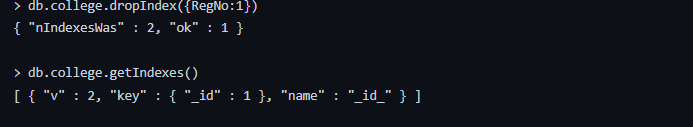 > db.college.dropIndex({RegNo:1})
{ "nIndexesWas" : 2, "ok" : 1 }
> db.college.getIndexes()
[ { "v" : 2, "key" : { "_id" : 1 }, "name" : "_id_" } ]